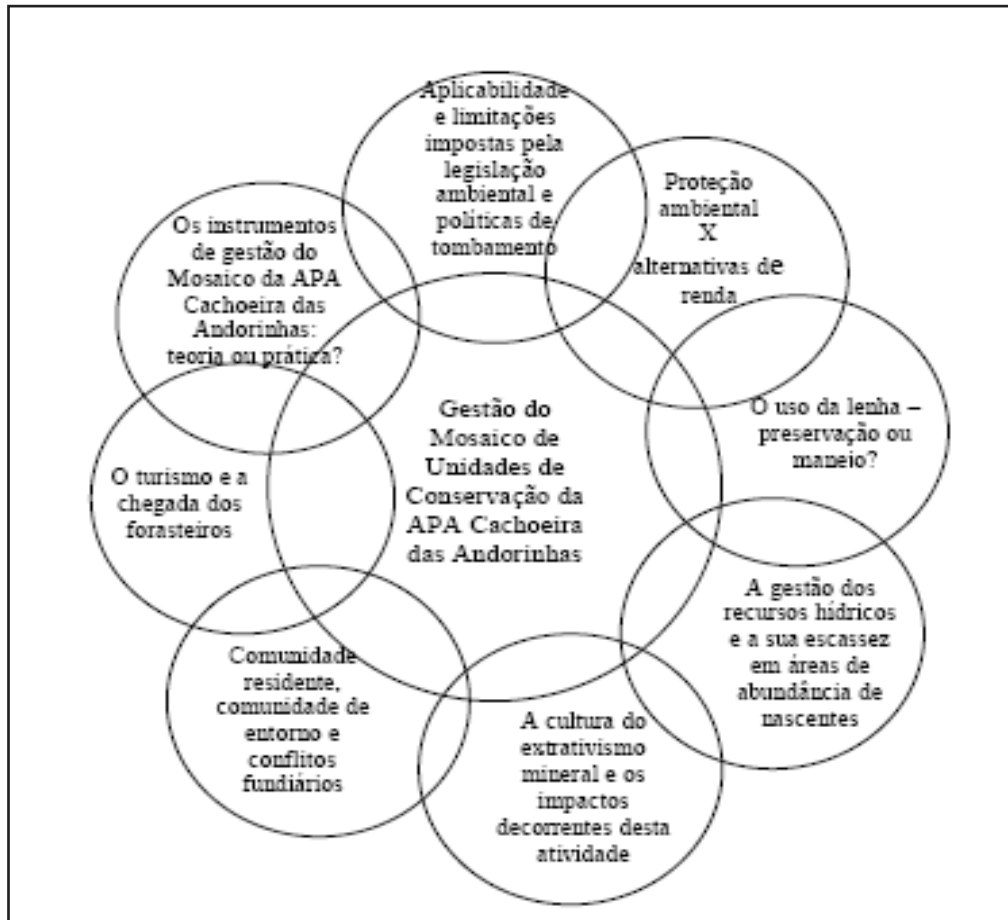 Aplicabilidade
e limitações
impostas pela
legislação
ambiental e
políticas de
tombamento
Proteção
ambiental
X
alternativas de
renda
Os instrumentos
de gestão do
Mosaico da APA
Cachoeira das
Andorinhas:
teoria ou prática?
Gestão do
Mosaico de
Unidades de
Conservação da
APA Cachoeira
das Andorinhas
O uso da lenha –
preservação ou
maneio?
O turismo e a
chegada dos
forasteiros
A gestão dos
recursos hídricos
e a sua escassez
em áreas de
abundância de
nascentes
Comunidade
residente,
comunidade de
entorno e
conflitos
fundiários
A cultura do
extrativismo
mineral e os
impactos
decorrentes desta
atividade